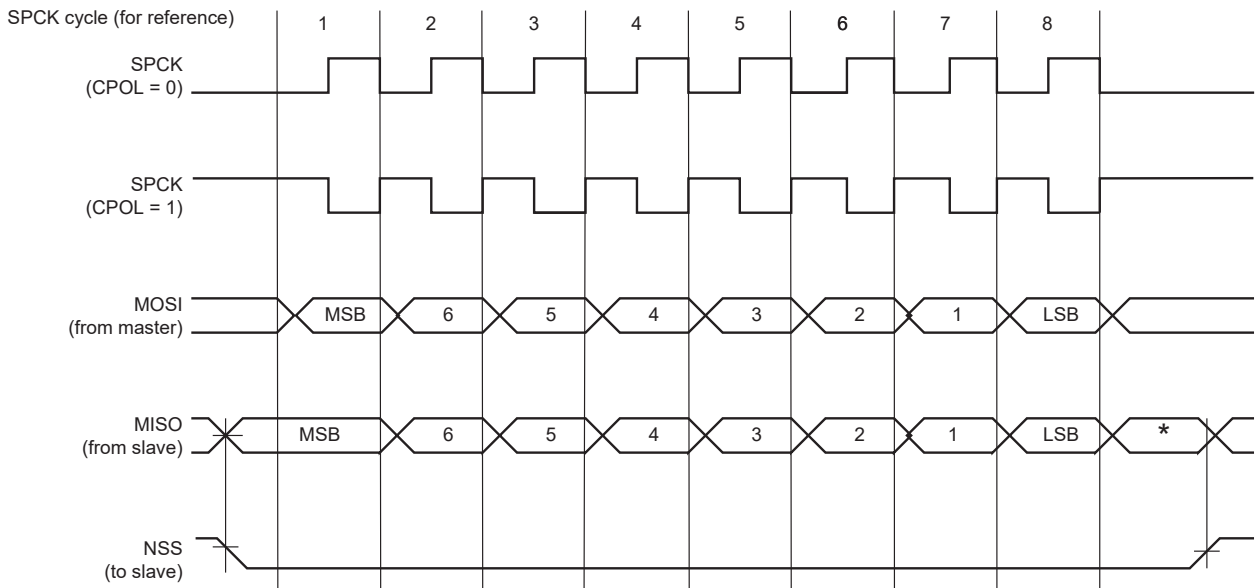 SPCK cycle (for reference)
1 2 3 4 5 6 7 8
SPCK
(CPOL = 0)
SPCK
(CPOL = 1)
MOSI
(from master)
MSB 6 5 4 3 2 1 LSB
MISO
(from slave)
MSB 6 5 4 3 2 1 LSB *
NSS
(to slave)